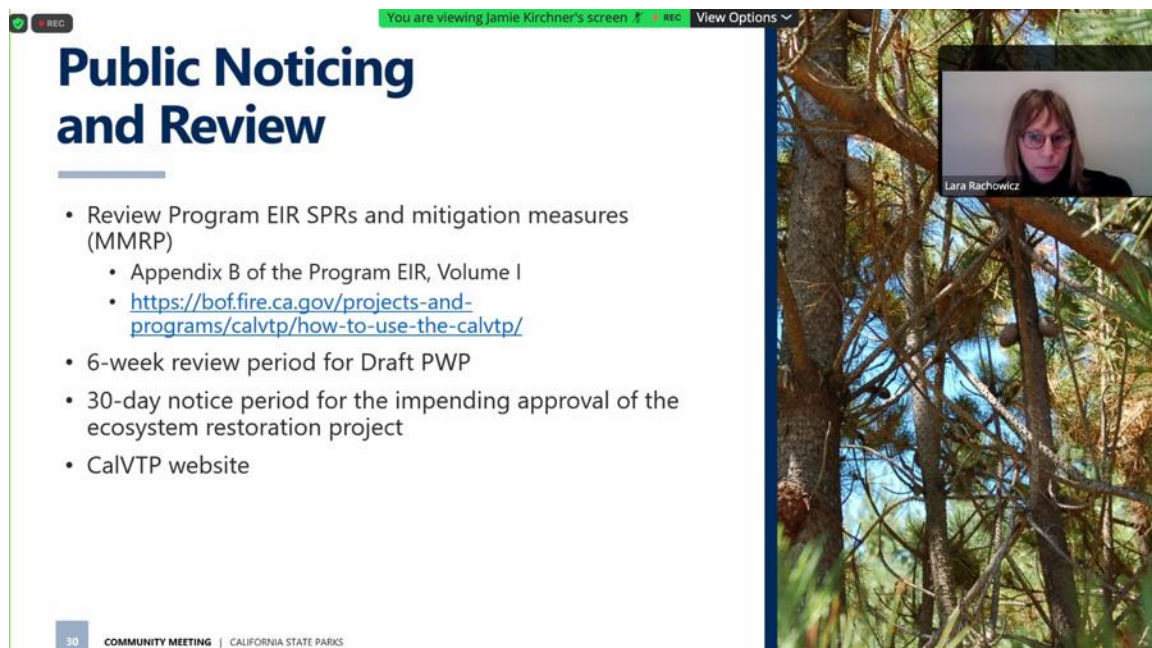 REC
You are viewing Jamie Kirchner's screen
REC
View Options
Public Noticing
and Review
Lara Rachowicz
• Review Program EIR SPRs and mitigation measures
(MMRP)
• Appendix B of the Program EIR, Volume I
• https://bof.fire.ca.gov/projects-and-
programs/calvtp/how-to-use-the-calvtp/
• 6-week review period for Draft PWP
• 30-day notice period for the impending approval of the
ecosystem restoration project
• CalVTP website
30
COMMUNITY MEETING | CALIFORNIA STATE PARKS